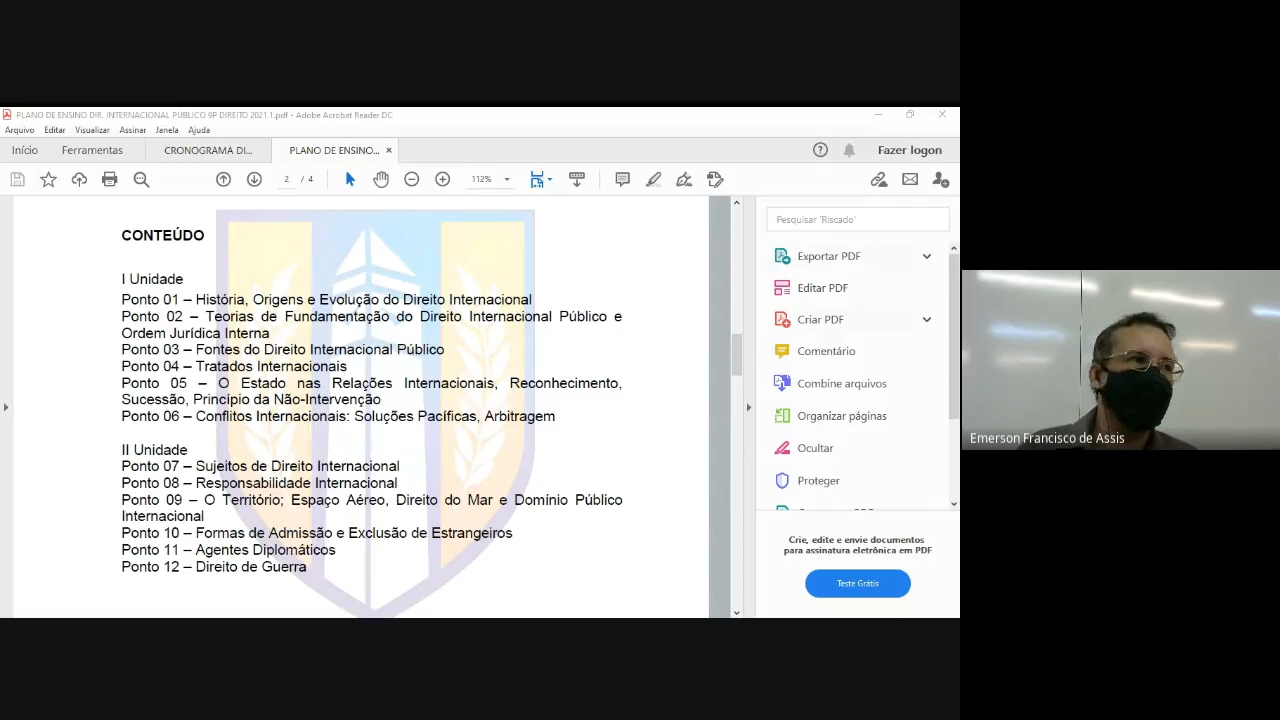 PLANO DE ENSINO DIR. INTERNACIONAL PUBLICO 9P DIREITO 2021.1.pdf - Adobe Acrobat Reader DC
Arquivo Editar Visualizar Assinar Janela Ajuda
Início Ferramentas CRONOGRAMA DI... PLANO DE ENSINO... Fazer logon
2 / 4 112%
CONTEÚDO
I Unidade
Ponto 01 – História, Origens e Evolução do Direito Internacional
Ponto 02 – Teorias de Fundamentação do Direito Internacional Público e
Ordem Jurídica Interna
Ponto 03 – Fontes do Direito Internacional Público
Ponto 04 – Tratados Internacionais
Ponto 05 – O Estado nas Relações Internacionais, Reconhecimento,
Sucessão, Princípio da Não-Intervenção
Ponto 06 – Conflitos Internacionais: Soluções Pacíficas, Arbitragem
II Unidade
Ponto 07 – Sujeitos de Direito Internacional
Ponto 08 – Responsabilidade Internacional
Ponto 09 – O Território; Espaço Aéreo, Direito do Mar e Domínio Público
Internacional
Ponto 10 – Formas de Admissão e Exclusão de Estrangeiros
Ponto 11 – Agentes Diplomáticos
Ponto 12 – Direito de Guerra
Pesquisar 'Riscado'
Exportar PDF
Editar PDF
Criar PDF
Comentário
Combine arquivos
Organizar páginas
Ocultar
Proteger
Crie, edite e envie documentos
para assinatura eletrônica em PDF
Teste Grátis
Emerson Francisco de Assis